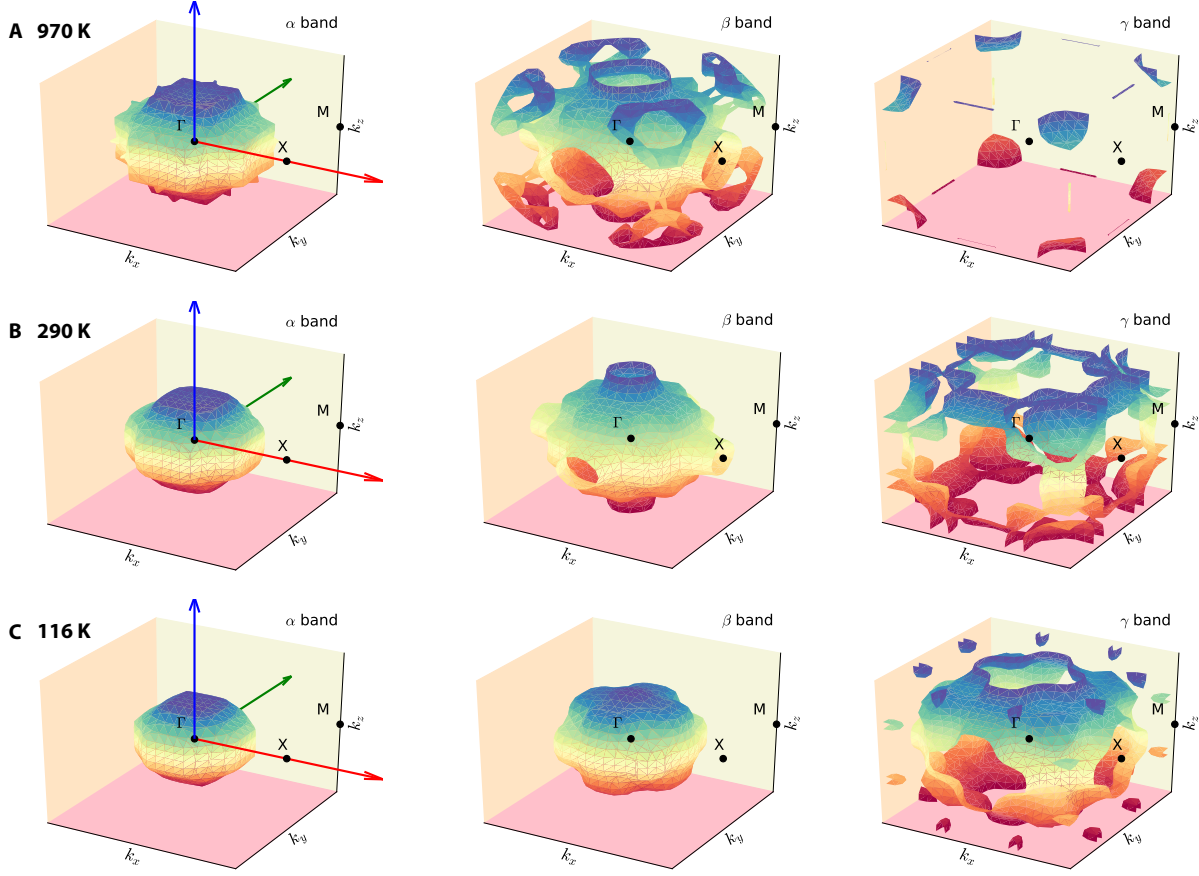 A 970 K
α band
Γ
X
M
k_x
k_y
k_z
β band
Γ
X
M
k_x
k_y
k_z
γ band
Γ
X
M
k_x
k_y
k_z
B 290 K
α band
Γ
X
M
k_x
k_y
k_z
β band
Γ
X
M
k_x
k_y
k_z
γ band
Γ
X
M
k_x
k_y
k_z
C 116 K
α band
Γ
X
M
k_x
k_y
k_z
β band
Γ
X
M
k_x
k_y
k_z
γ band
Γ
X
M
k_x
k_y
k_z